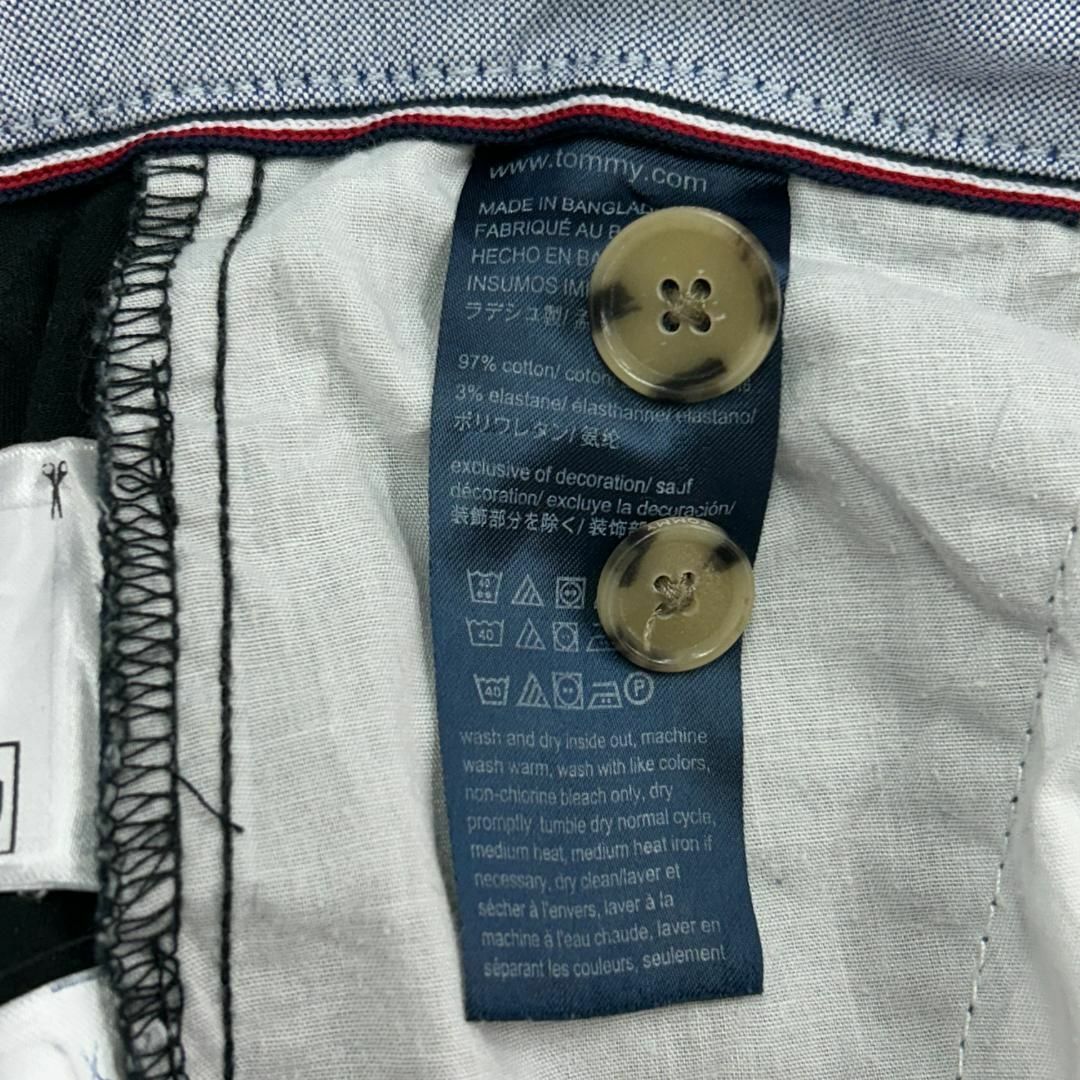 www.tommy.com
MADE IN BANGLAD
FABRIQUÉ AU B
HECHO EN BA
INSUMOS IM
ラデシュ製/
97% cotton/ coton
3% elastane/ élasthanne/ elastano/
ポリウレタン/ 氨纶
exclusive of decoration/ sauf
décoration/ excluye la decoración/
装飾部分を除く/ 装饰部
TOMMY
40
40
P
wash and dry inside out, machine
wash warm, wash with like colors,
non-chlorine bleach only, dry
promptly, tumble dry normal cycle,
medium heat, medium heat iron if
necessary, dry clean/laver et
sécher à l'envers, laver à la
machine à l'eau chaude, laver en
séparant les couleurs, seulement